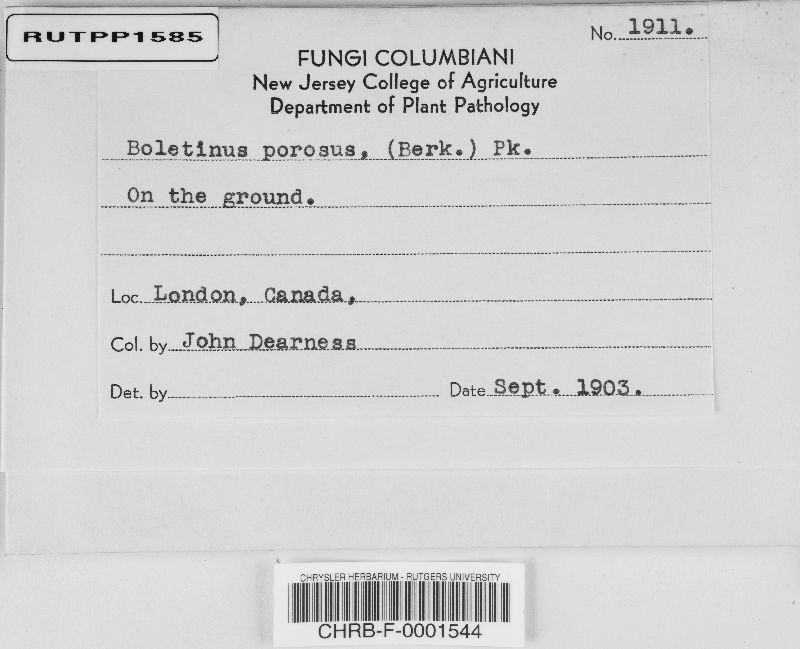 RUTPP1585
No. 1911.
FUNGI COLUMBIANI
New Jersey College of Agriculture
Department of Plant Pathology
Boletinus porosus, (Berk.) Pk.
On the ground.
Loc. London, Canada,
Col. by John Dearness
Det. by
Date Sept. 1903.
CHRYSLER HERBARIUM - RUTGERS UNIVERSITY
CHRB-F-0001544